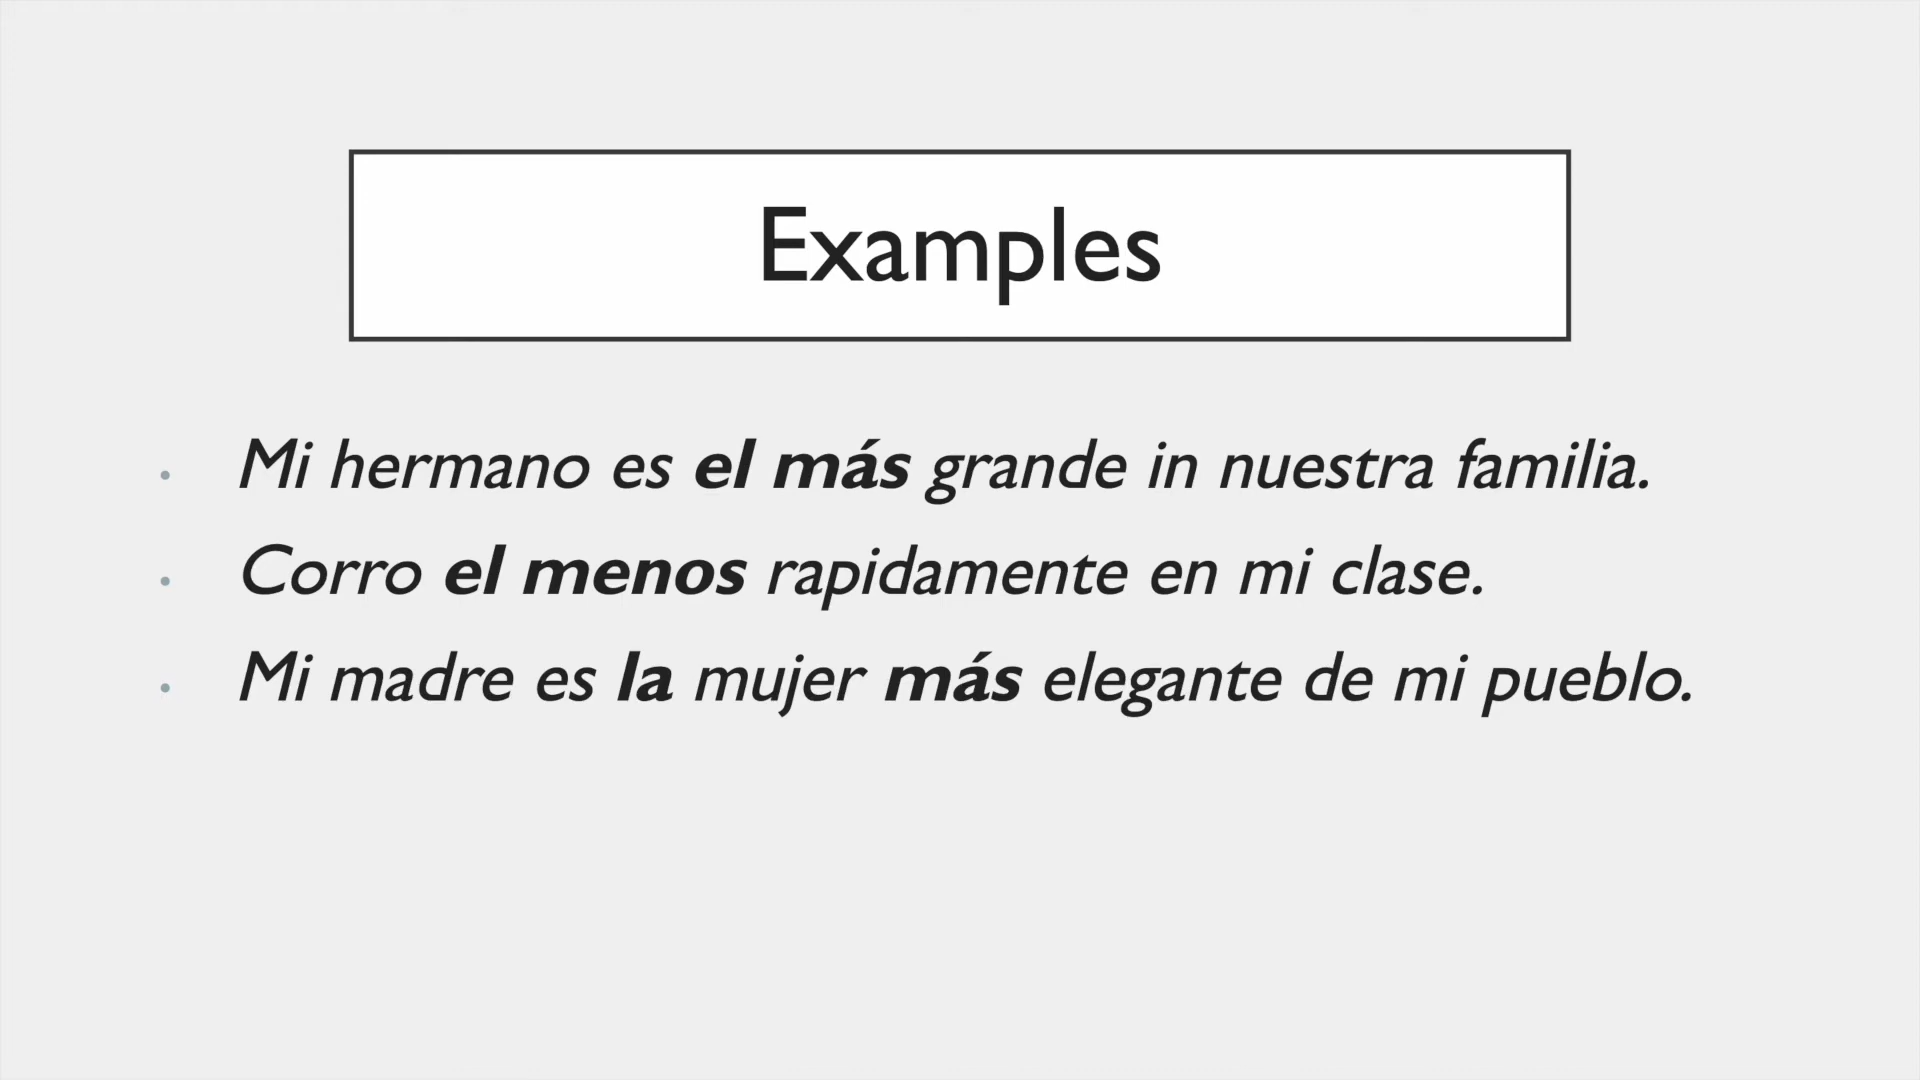 Examples
Mi hermano es el más grande in nuestra familia.
Corro el menos rapidamente en mi clase.
Mi madre es la mujer más elegante de mi pueblo.